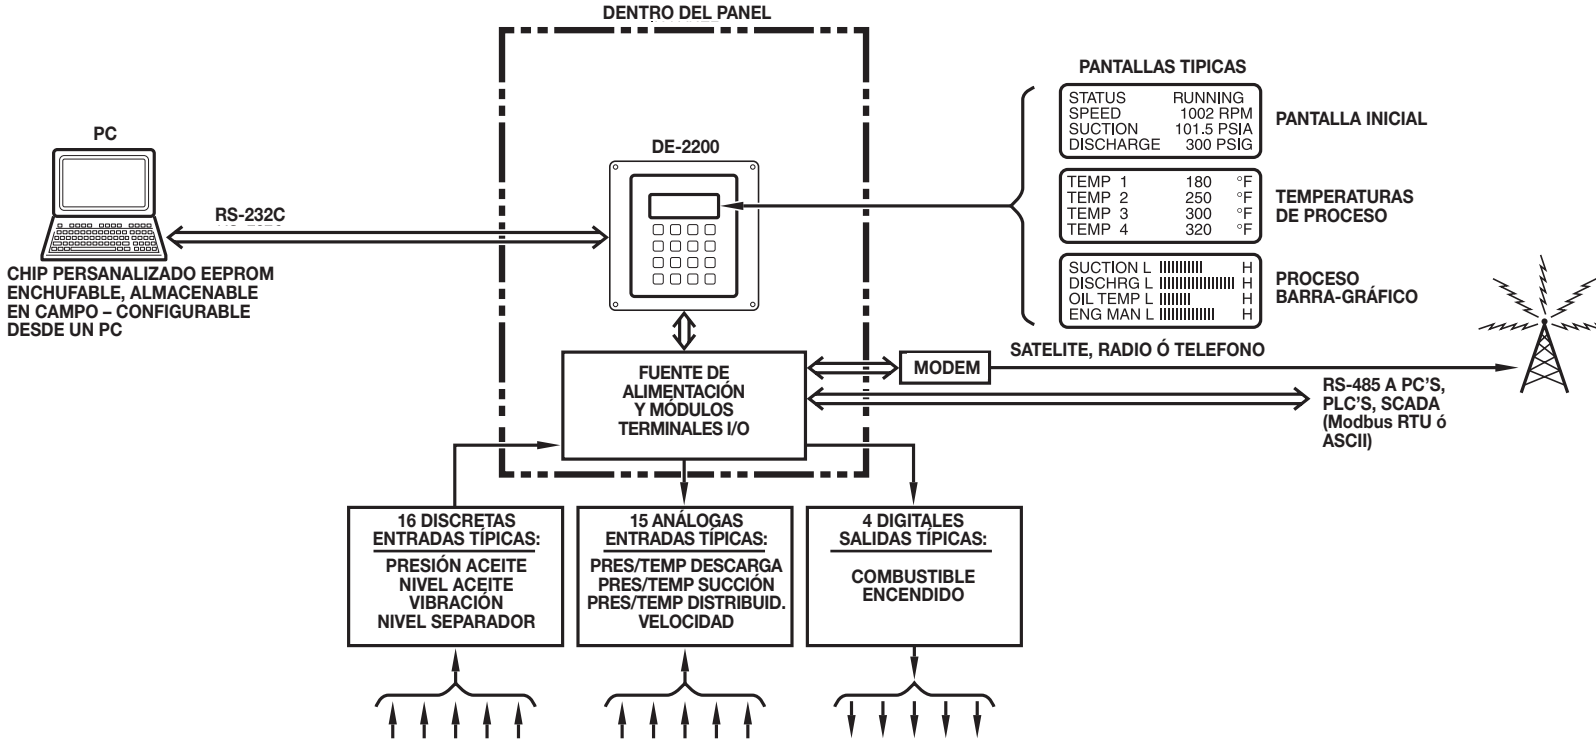 DENTRO DEL PANEL
PANTALLAS TIPICAS
STATUS RUNNING
SPEED 1002 RPM
SUCTION 101.5 PSIA
DISCHARGE 300 PSIG
PANTALLA INICIAL
PC
DE-2200
TEMP 1 180 °F
TEMP 2 250 °F
TEMP 3 300 °F
TEMP 4 320 °F
TEMPERATURAS
DE PROCESO
RS-232C
CHIP PERSANALIZADO EEPROM
ENCHUFABLE, ALMACENABLE
EN CAMPO – CONFIGURABLE
DESDE UN PC
SUCTION L H
DISCHRG L H
OIL TEMP L H
ENG MAN L H
PROCESO
BARRA-GRÁFICO
SATELITE, RADIO Ó TELEFONO
MODEM
FUENTE DE
ALIMENTACIÓN
Y MÓDULOS
TERMINALES I/O
RS-485 A PC'S,
PLC'S, SCADA
(Modbus RTU ó
ASCII)
16 DISCRETAS
ENTRADAS TÍPICAS:
PRESIÓN ACEITE
NIVEL ACEITE
VIBRACIÓN
NIVEL SEPARADOR
15 ANÁLOGAS
ENTRADAS TÍPICAS:
PRES/TEMP DESCARGA
PRES/TEMP SUCCIÓN
PRES/TEMP DISTRIBUID.
VELOCIDAD
4 DIGITALES
SALIDAS TÍPICAS:
COMBUSTIBLE
ENCENDIDO